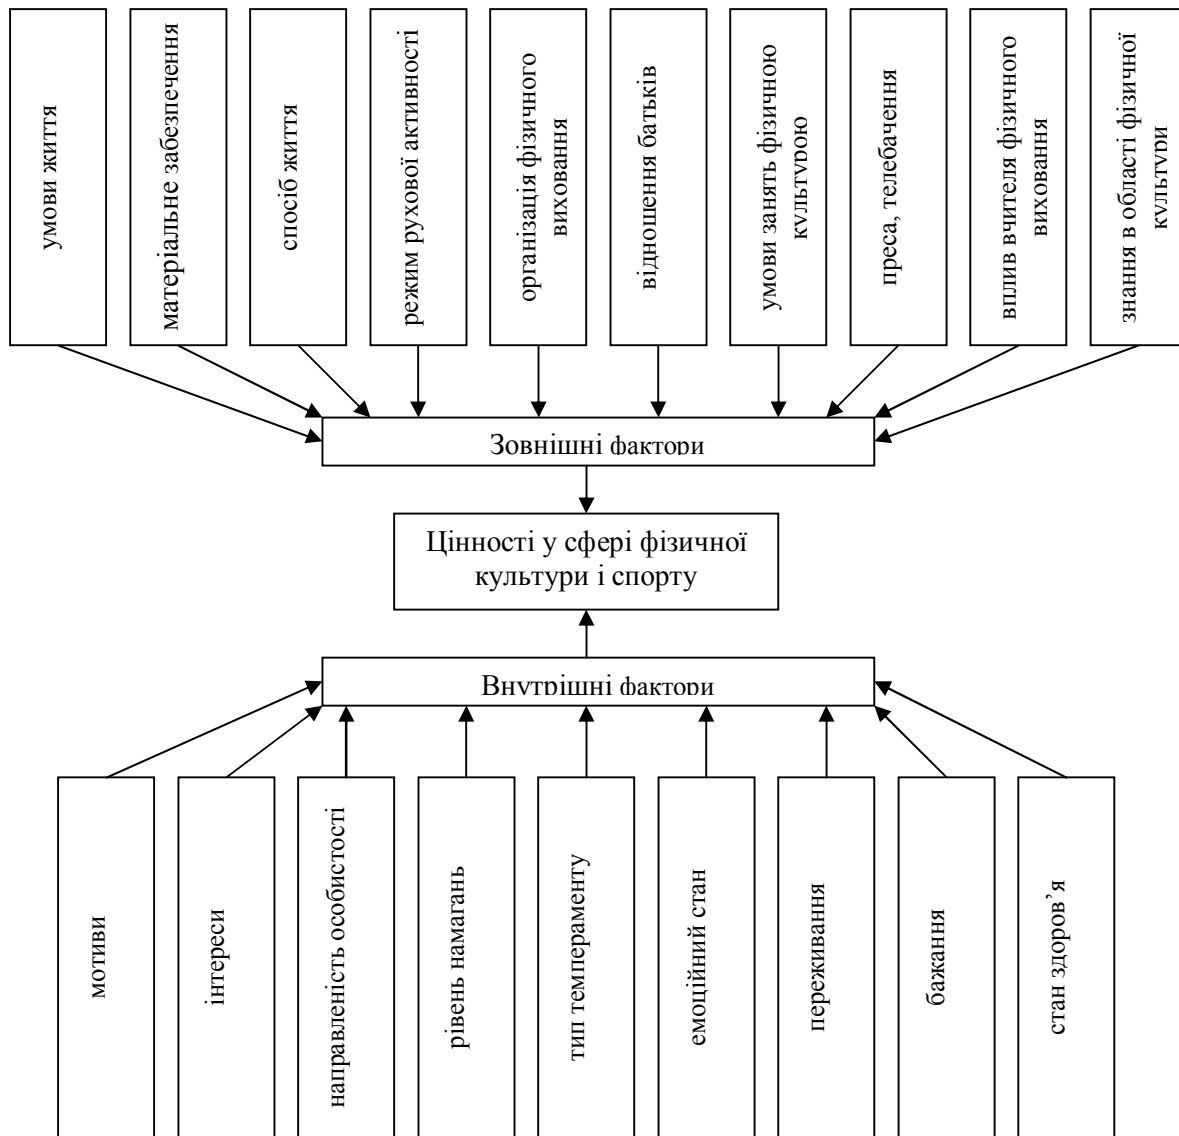 умови життя
матеріальне забезпечення
спосіб життя
режим рухової активності
організація фізичного
виховання
відношення батьків
умови занять фізичною
культурою
преса, телебачення
вплив вчителя фізичного
виховання
знання в області фізичної
культури
Зовнішні фактори
Цінності у сфері фізичної
культури і спорту
Внутрішні фактори
мотиви
інтереси
направленість особистості
рівень намагань
тип темпераменту
емоційний стан
переживання
бажання
стан здоров’я